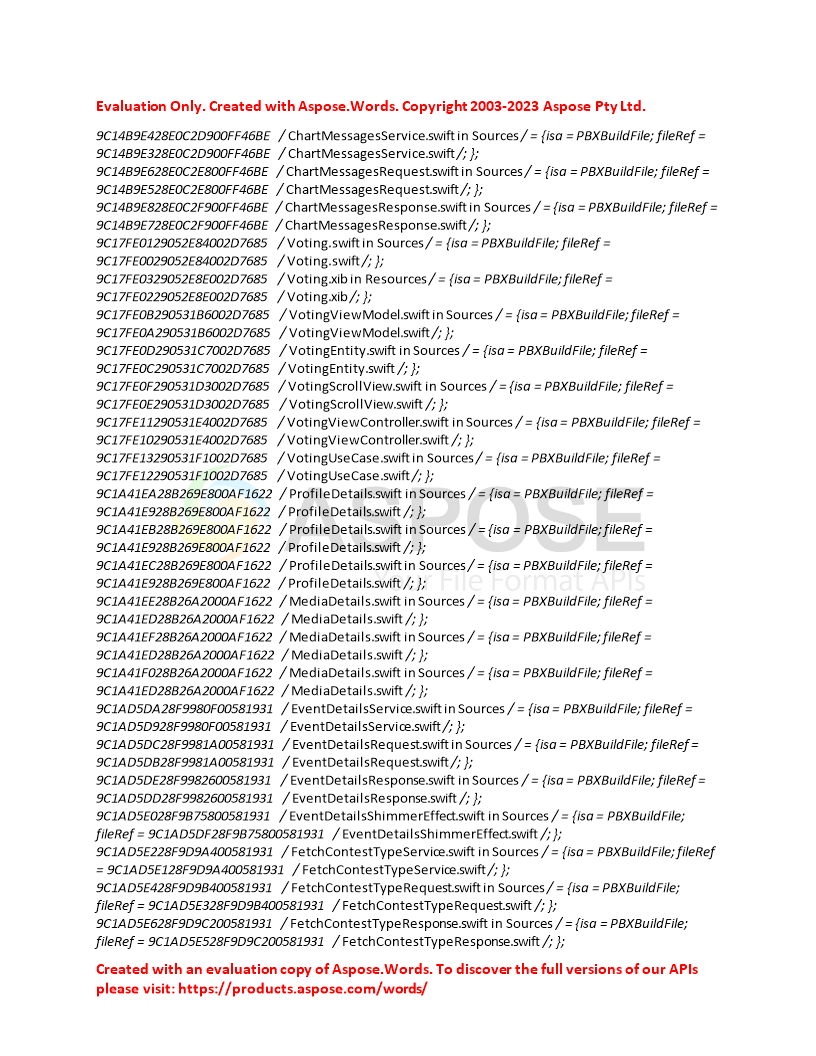 Evaluation Only. Created with Aspose.Words. Copyright 2003-2023 Aspose Pty Ltd.
9C14B9E428E0C2D900FF46BE / ChartMessagesService.swift in Sources / = {isa = PBXBuildFile; fileRef =
9C14B9E328E0C2D900FF46BE / ChartMessagesService.swift /; };
9C14B9E628E0C2E800FF46BE / ChartMessagesRequest.swift in Sources / = {isa = PBXBuildFile; fileRef =
9C14B9E528E0C2E800FF46BE / ChartMessagesRequest.swift /; };
9C14B9E828E0C2F900FF46BE / ChartMessagesResponse.swift in Sources / = {isa = PBXBuildFile; fileRef =
9C14B9E728E0C2F900FF46BE / ChartMessagesResponse.swift /; };
9C17FE0129052E84002D7685 / Voting.swift in Sources / = {isa = PBXBuildFile; fileRef =
9C17FE0029052E84002D7685 / Voting.swift /; };
9C17FE0329052E8E002D7685 / Voting.xib in Resources / = {isa = PBXBuildFile; fileRef =
9C17FE0229052E8E002D7685 / Voting.xib /; };
9C17FE0B290531B6002D7685 / VotingViewModel.swift in Sources / = {isa = PBXBuildFile; fileRef =
9C17FE0A290531B6002D7685 / VotingViewModel.swift /; };
9C17FE0D290531C7002D7685 / VotingEntity.swift in Sources / = {isa = PBXBuildFile; fileRef =
9C17FE0C290531C7002D7685 / VotingEntity.swift /; };
9C17FE0F290531D3002D7685 / VotingScrollView.swift in Sources / = {isa = PBXBuildFile; fileRef =
9C17FE0E290531D3002D7685 / VotingScrollView.swift /; };
9C17FE11290531E4002D7685 / VotingViewController.swift in Sources / = {isa = PBXBuildFile; fileRef =
9C17FE10290531E4002D7685 / VotingViewController.swift /; };
9C17FE13290531F1002D7685 / VotingUseCase.swift in Sources / = {isa = PBXBuildFile; fileRef =
9C17FE12290531F1002D7685 / VotingUseCase.swift /; };
9C1A41EA28B269E800AF1622 / ProfileDetails.swift in Sources / = {isa = PBXBuildFile; fileRef =
9C1A41E928B269E800AF1622 / ProfileDetails.swift /; };
9C1A41EB28B269E800AF1622 / ProfileDetails.swift in Sources / = {isa = PBXBuildFile; fileRef =
9C1A41E928B269E800AF1622 / ProfileDetails.swift /; };
9C1A41EC28B269E800AF1622 / ProfileDetails.swift in Sources / = {isa = PBXBuildFile; fileRef =
9C1A41E928B269E800AF1622 / ProfileDetails.swift /; };
9C1A41EE28B26A2000AF1622 / MediaDetails.swift in Sources / = {isa = PBXBuildFile; fileRef =
9C1A41ED28B26A2000AF1622 / MediaDetails.swift /; };
9C1A41EF28B26A2000AF1622 / MediaDetails.swift in Sources / = {isa = PBXBuildFile; fileRef =
9C1A41ED28B26A2000AF1622 / MediaDetails.swift /; };
9C1A41F028B26A2000AF1622 / MediaDetails.swift in Sources / = {isa = PBXBuildFile; fileRef =
9C1A41ED28B26A2000AF1622 / MediaDetails.swift /; };
9C1AD5DA28F9980F00581931 / EventDetailsService.swift in Sources / = {isa = PBXBuildFile; fileRef =
9C1AD5D928F9980F00581931 / EventDetailsService.swift /; };
9C1AD5DC28F9981A00581931 / EventDetailsRequest.swift in Sources / = {isa = PBXBuildFile; fileRef =
9C1AD5DB28F9981A00581931 / EventDetailsRequest.swift /; };
9C1AD5DE28F9982600581931 / EventDetailsResponse.swift in Sources / = {isa = PBXBuildFile; fileRef =
9C1AD5DD28F9982600581931 / EventDetailsResponse.swift /; };
9C1AD5E028F9B75800581931 / EventDetailsShimmerEffect.swift in Sources / = {isa = PBXBuildFile;
fileRef = 9C1AD5DF28F9B75800581931 / EventDetailsShimmerEffect.swift /; };
9C1AD5E228F9D9A400581931 / FetchContestTypeService.swift in Sources / = {isa = PBXBuildFile; fileRef
= 9C1AD5E128F9D9A400581931 / FetchContestTypeService.swift /; };
9C1AD5E428F9D9B400581931 / FetchContestTypeRequest.swift in Sources / = {isa = PBXBuildFile;
fileRef = 9C1AD5E328F9D9B400581931 / FetchContestTypeRequest.swift /; };
9C1AD5E628F9D9C200581931 / FetchContestTypeResponse.swift in Sources / = {isa = PBXBuildFile;
fileRef = 9C1AD5E528F9D9C200581931 / FetchContestTypeResponse.swift /; };
ASPOSE
Your File Format APIs
Created with an evaluation copy of Aspose.Words. To discover the full versions of our APIs
please visit: https://products.aspose.com/words/